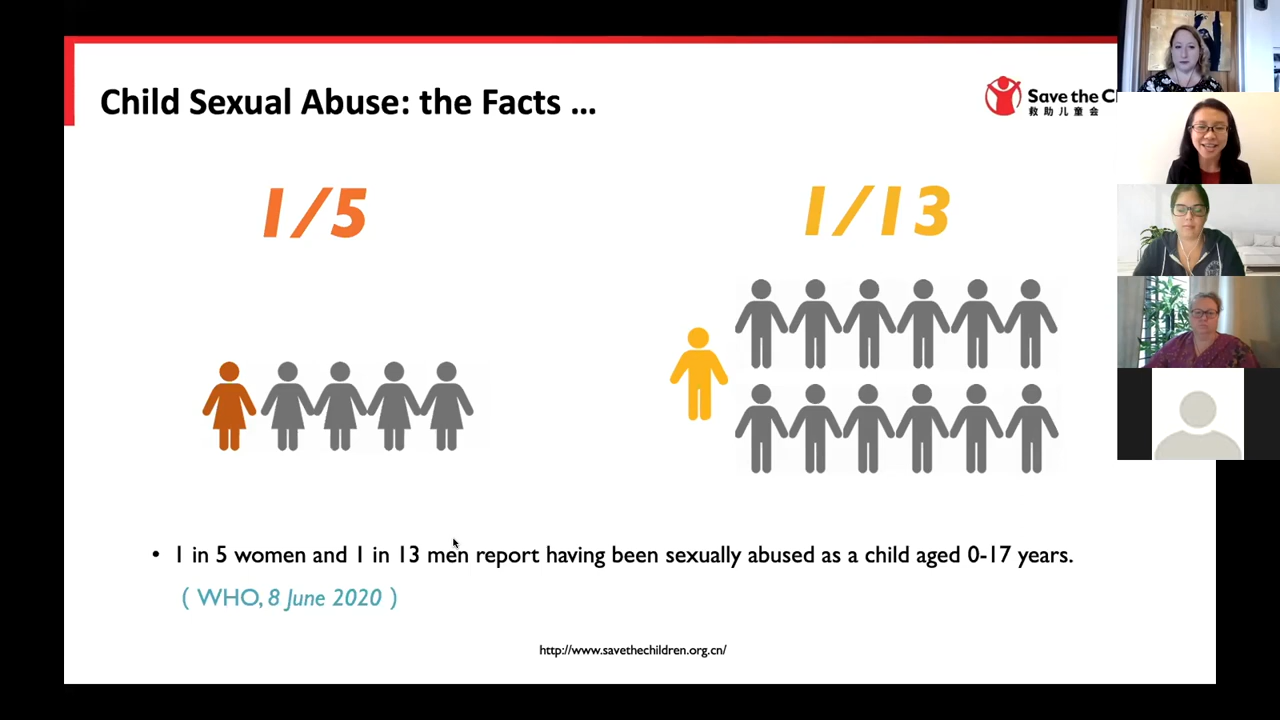 Child Sexual Abuse: the Facts ...
Save the C
救助儿童会
1/5
1/13
• 1 in 5 women and 1 in 13 men report having been sexually abused as a child aged 0-17 years.
( WHO, 8 June 2020 )
http://www.savethechildren.org.cn/